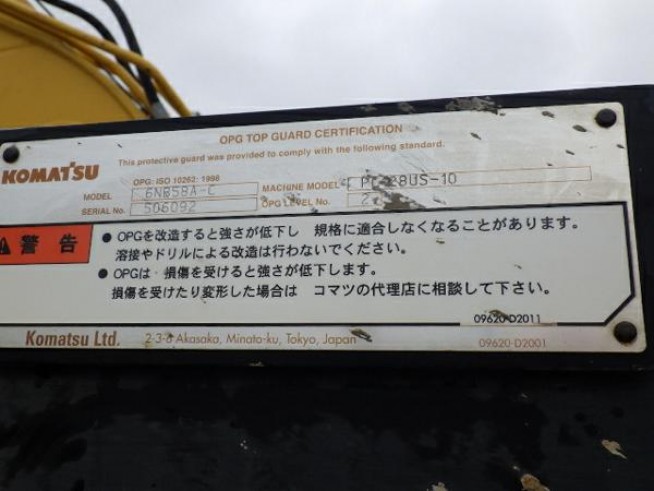 OPG TOP GUARD CERTIFICATION
KOMATSU
This protective guard was provided to comply with the following standard.
OPG: ISO 10262: 1998
MODEL 6NB58A-C MACHINE MODEL PC228US-10
SERIAL No. 506092 OPG LEVEL No. 2
警告
● OPGを改造すると強さが低下し 規格に適合しなくなることがあります。
溶接やドリルによる改造は行わないでください。
● OPGは 損傷を受けると強さが低下します。
損傷を受けたり変形した場合は コマツの代理店に相談して下さい。
09620-D2011
Komatsu Ltd. 2-3-6 Akasaka, Minato-ku, Tokyo, Japan 09620-D2001